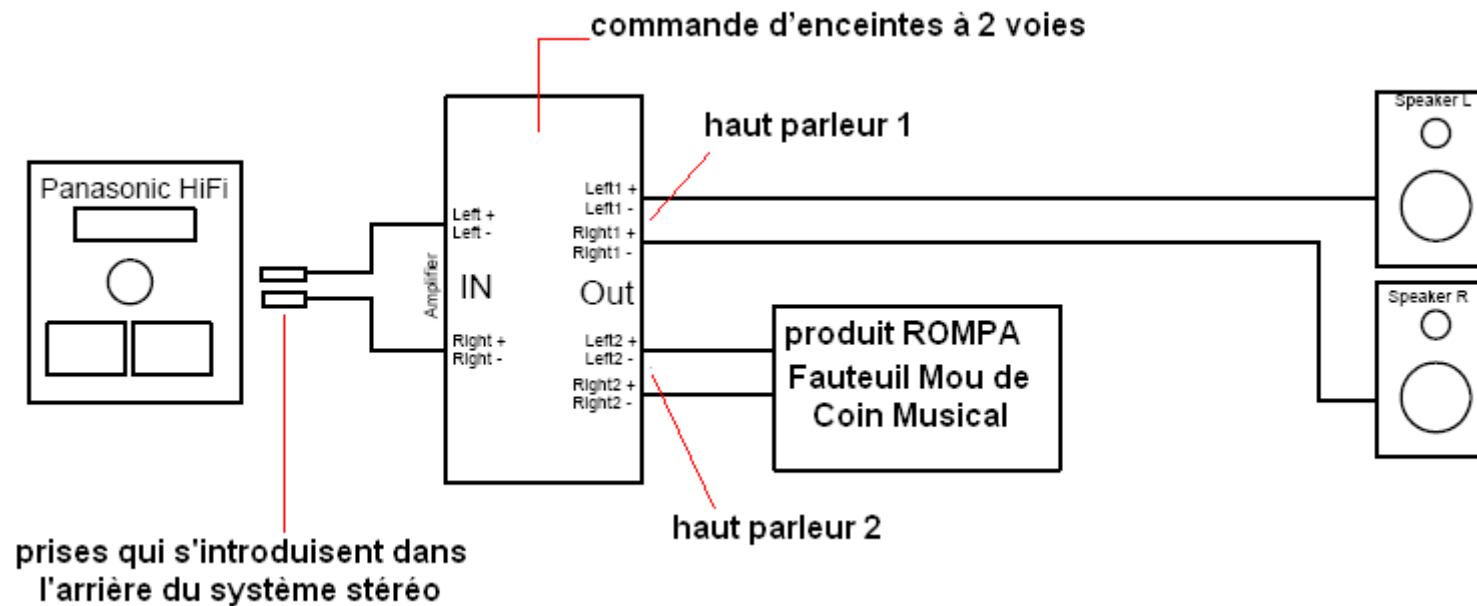 commande d'enceintes à 2 voies
haut parleur 1
Speaker L
Panasonic HiFi
Left +
Left -
Amplifier
IN
Right +
Right -
Left1 +
Left1 -
Right1 +
Right1 -
Out
Left2 +
Left2 -
Right2 +
Right2 -
produit ROMPA
Fauteuil Mou de
Coin Musical
Speaker R
haut parleur 2
prises qui s'introduisent dans
l'arrière du système stéréo